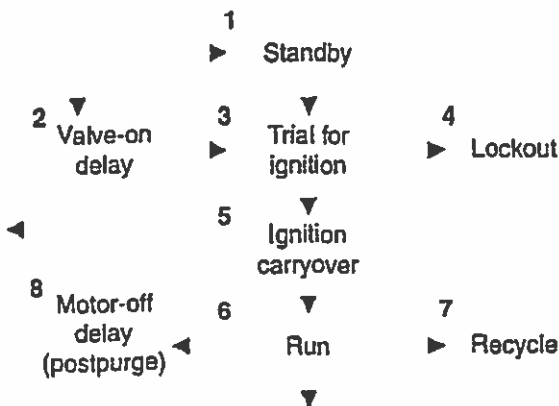 1
Standby
2
Valve-on
delay
3
Trial for
ignition
4
Lockout
5
Ignition
carryover
8
Motor-off
delay
(postpurge)
6
Run
7
Recycle